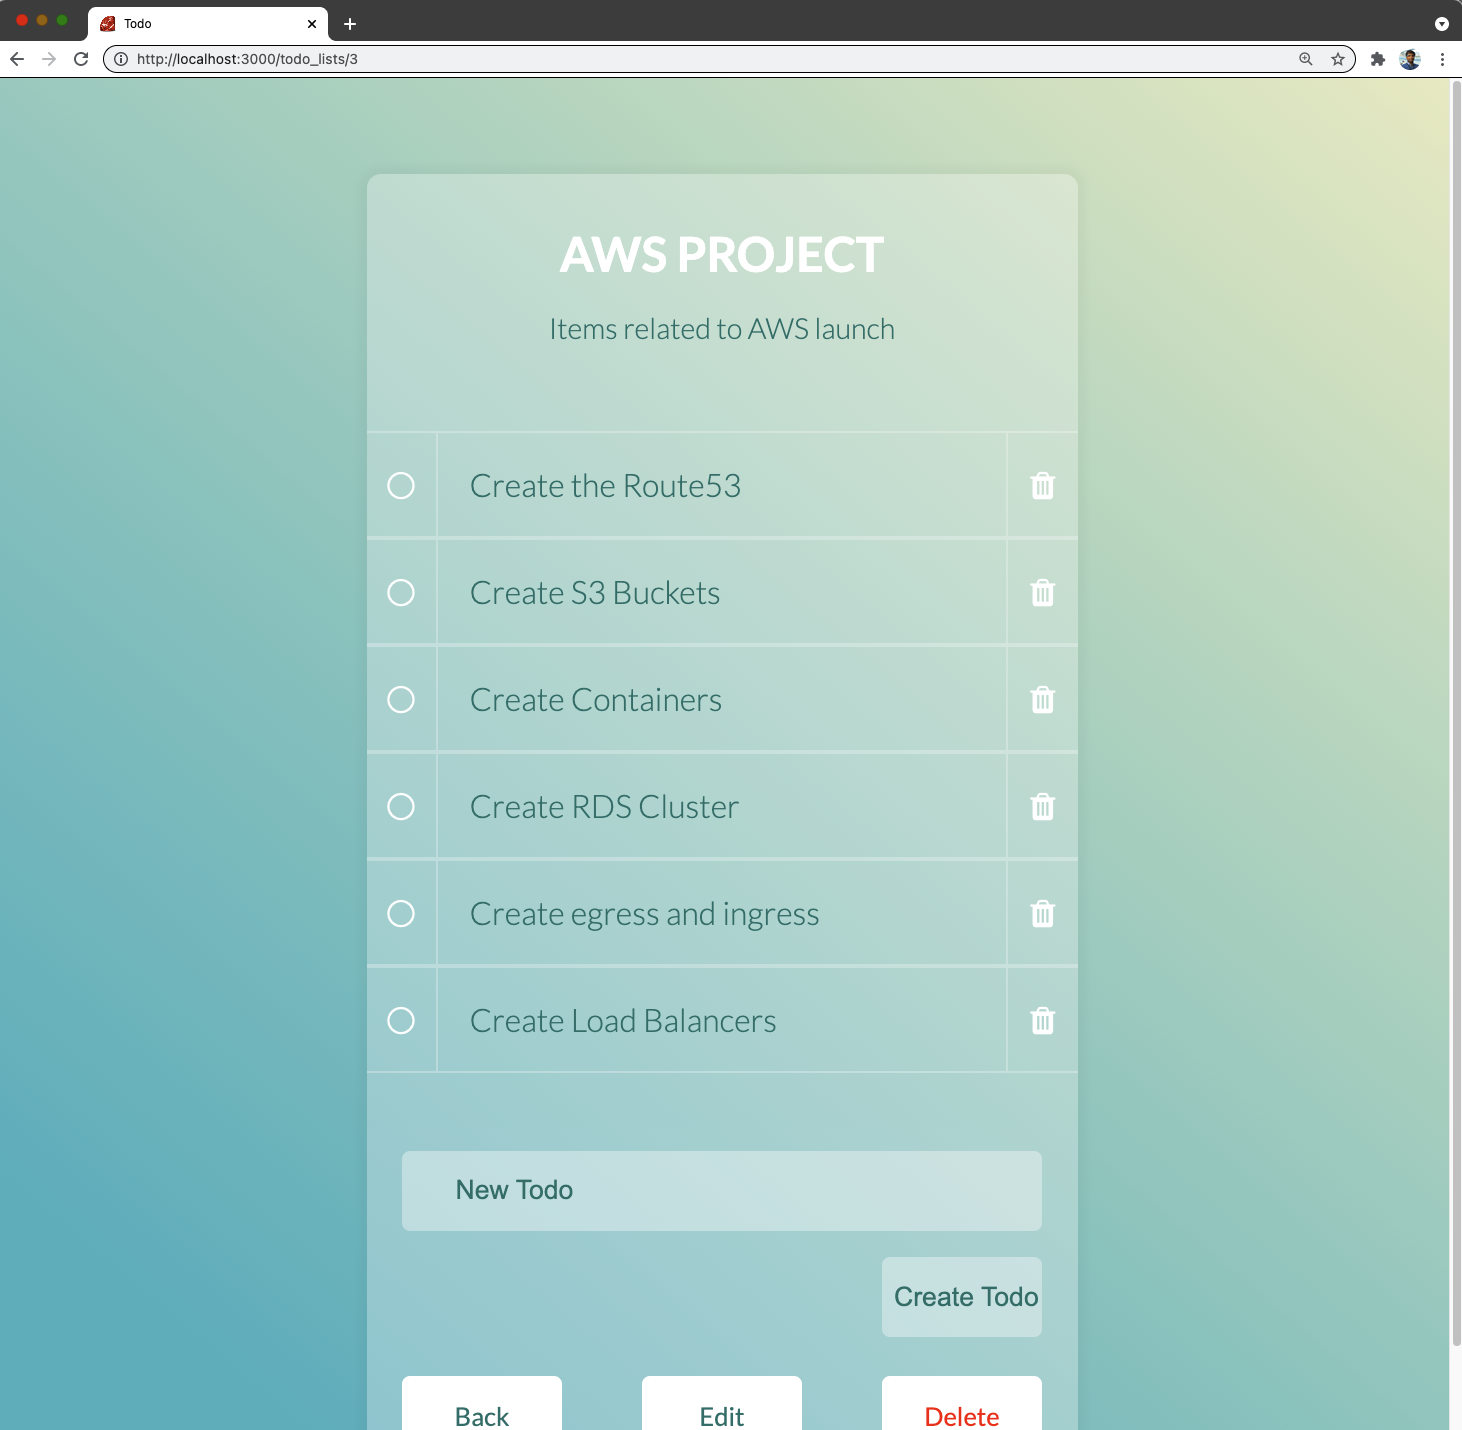 Todo
http://localhost:3000/todo_lists/3
AWS PROJECT
Items related to AWS launch
Create the Route53
Create S3 Buckets
Create Containers
Create RDS Cluster
Create egress and ingress
Create Load Balancers
New Todo
Create Todo
Back
Edit
Delete